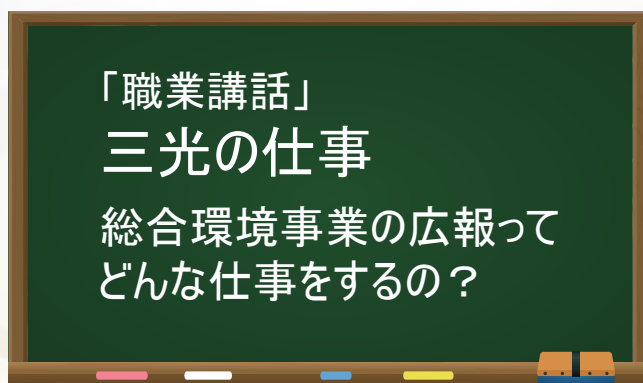 「職業講話」
三光の仕事
総合環境事業の広報って
どんな仕事をするの？